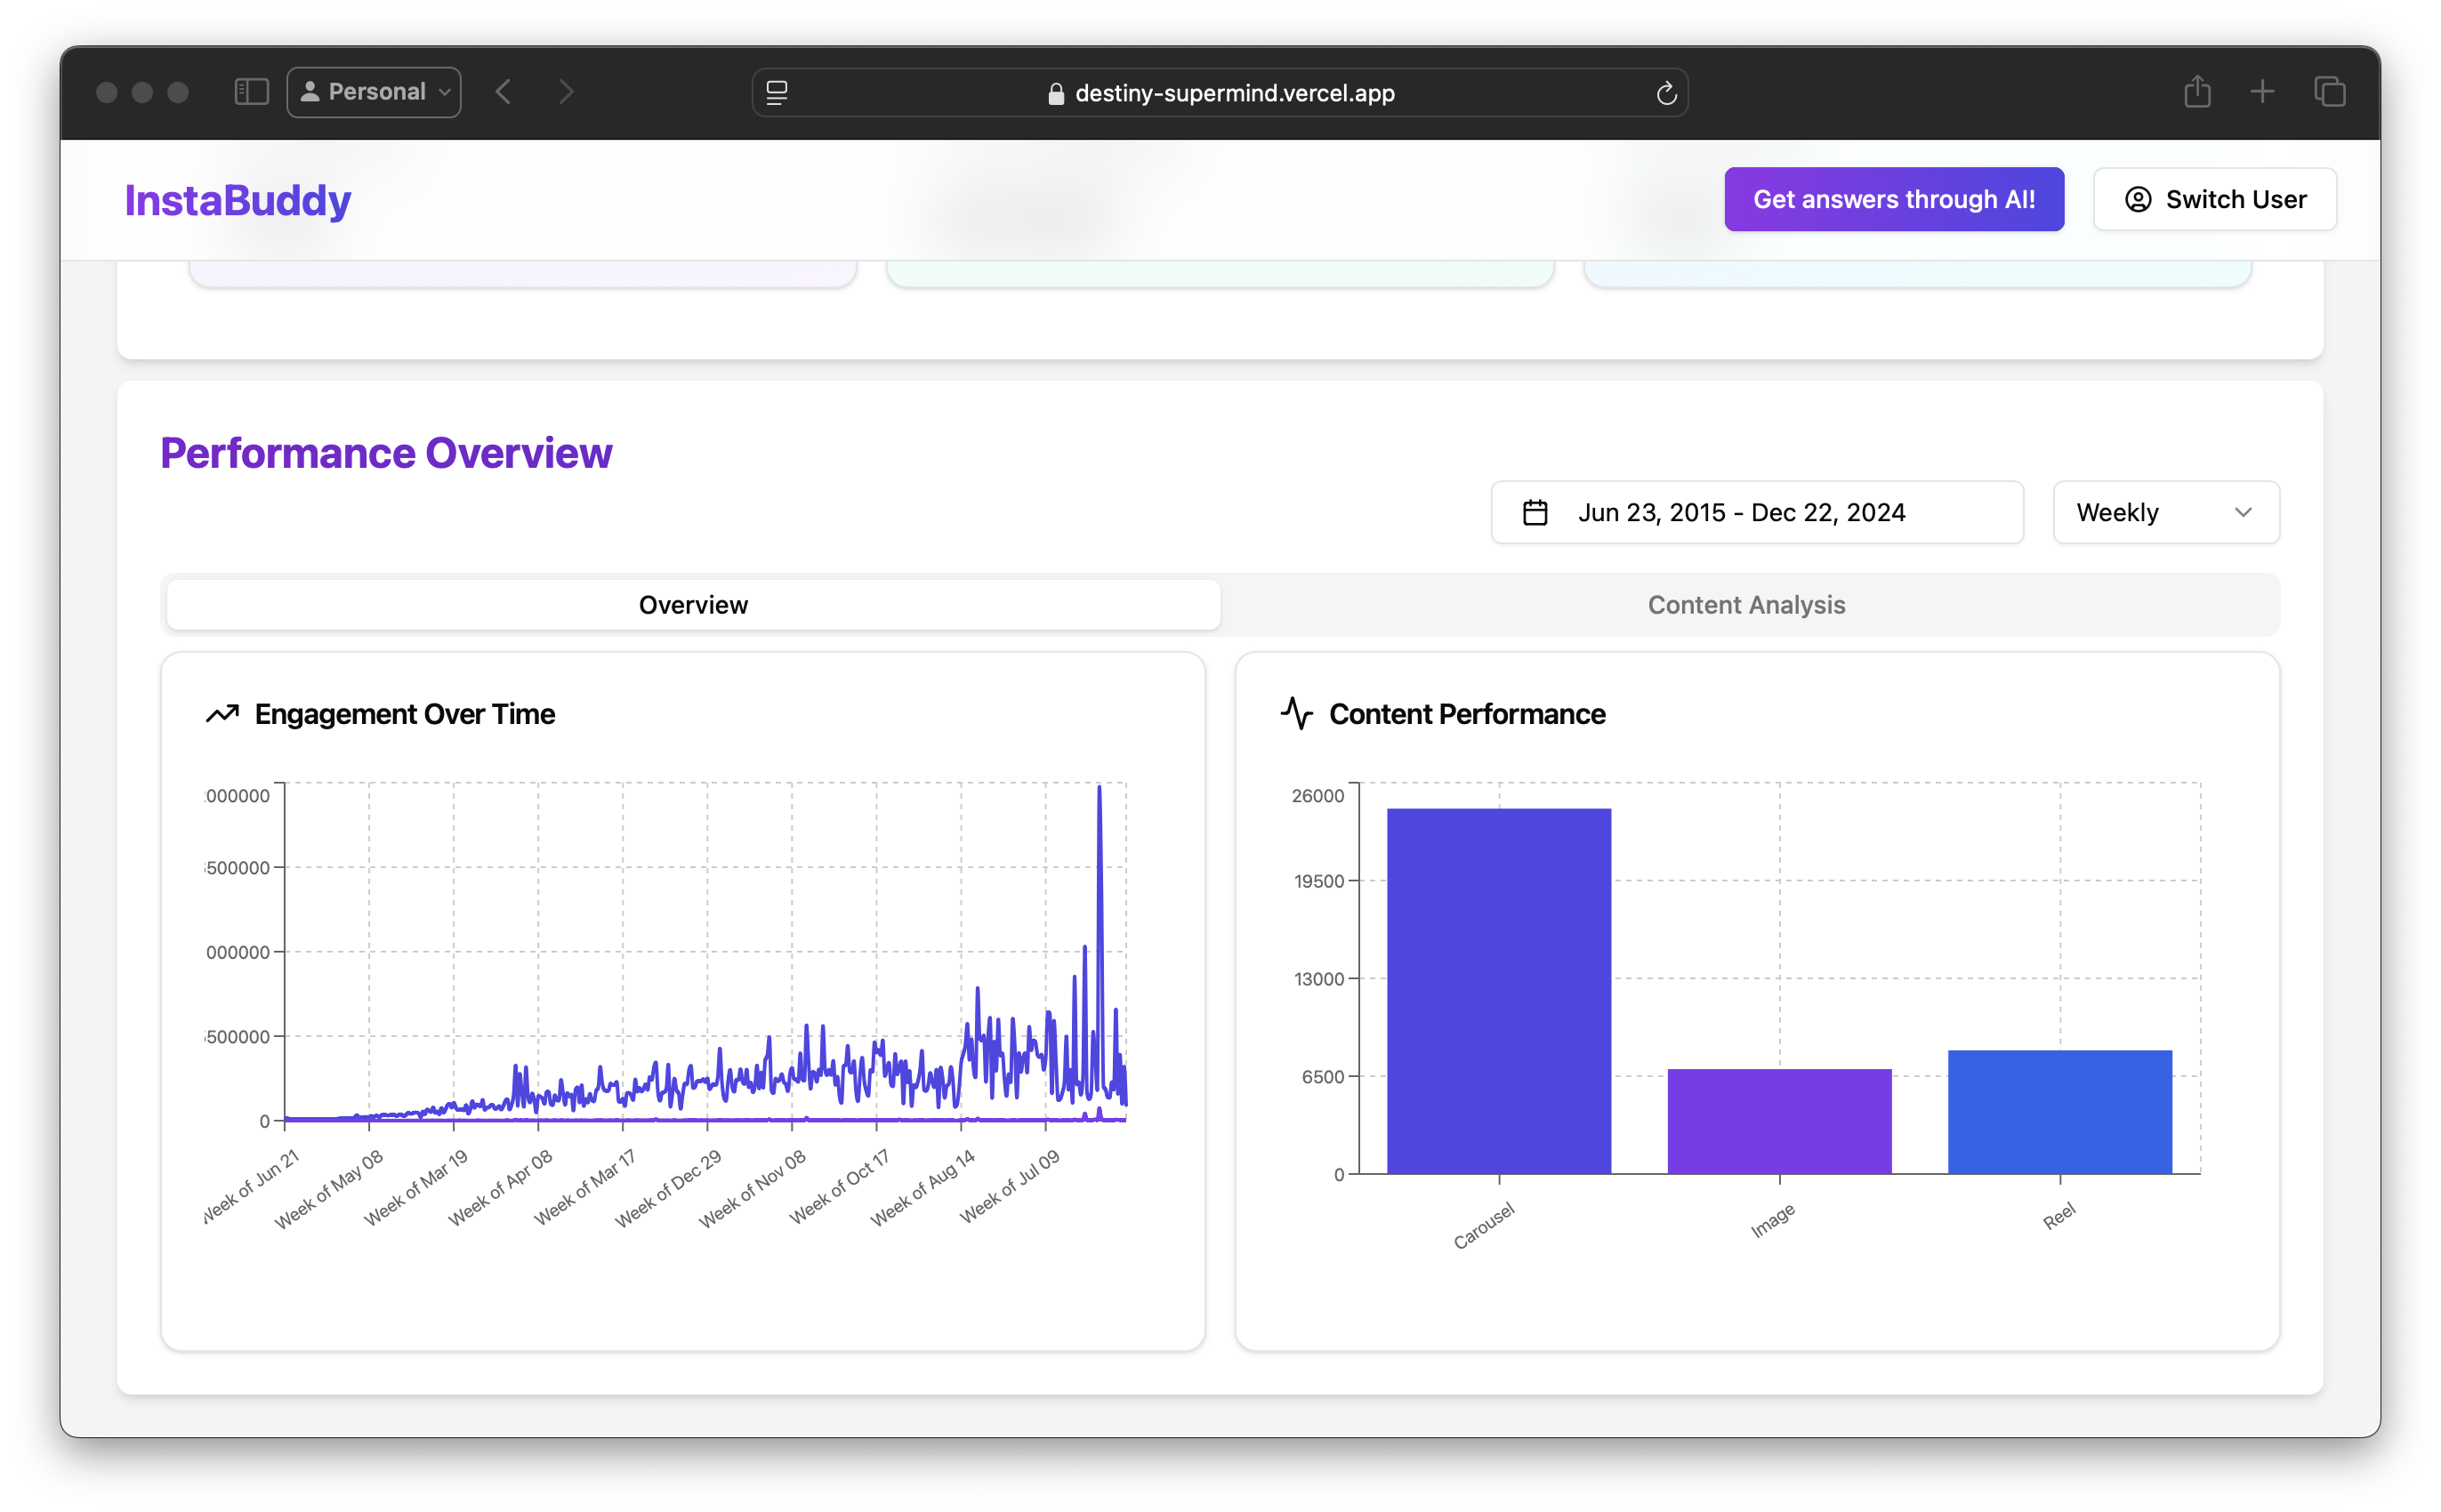 Personal
destiny-supermind.vercel.app
InstaBuddy
Get answers through AI!
Switch User
Performance Overview
Jun 23, 2015 - Dec 22, 2024
Weekly
Overview
Content Analysis
Engagement Over Time
000000
500000
000000
500000
0
Week of Jun 21
Week of May 08
Week of Mar 19
Week of Apr 08
Week of Mar 17
Week of Dec 29
Week of Nov 08
Week of Oct 17
Week of Aug 14
Week of Jul 09
Content Performance
26000
19500
13000
6500
0
Carousel
Image
Reel